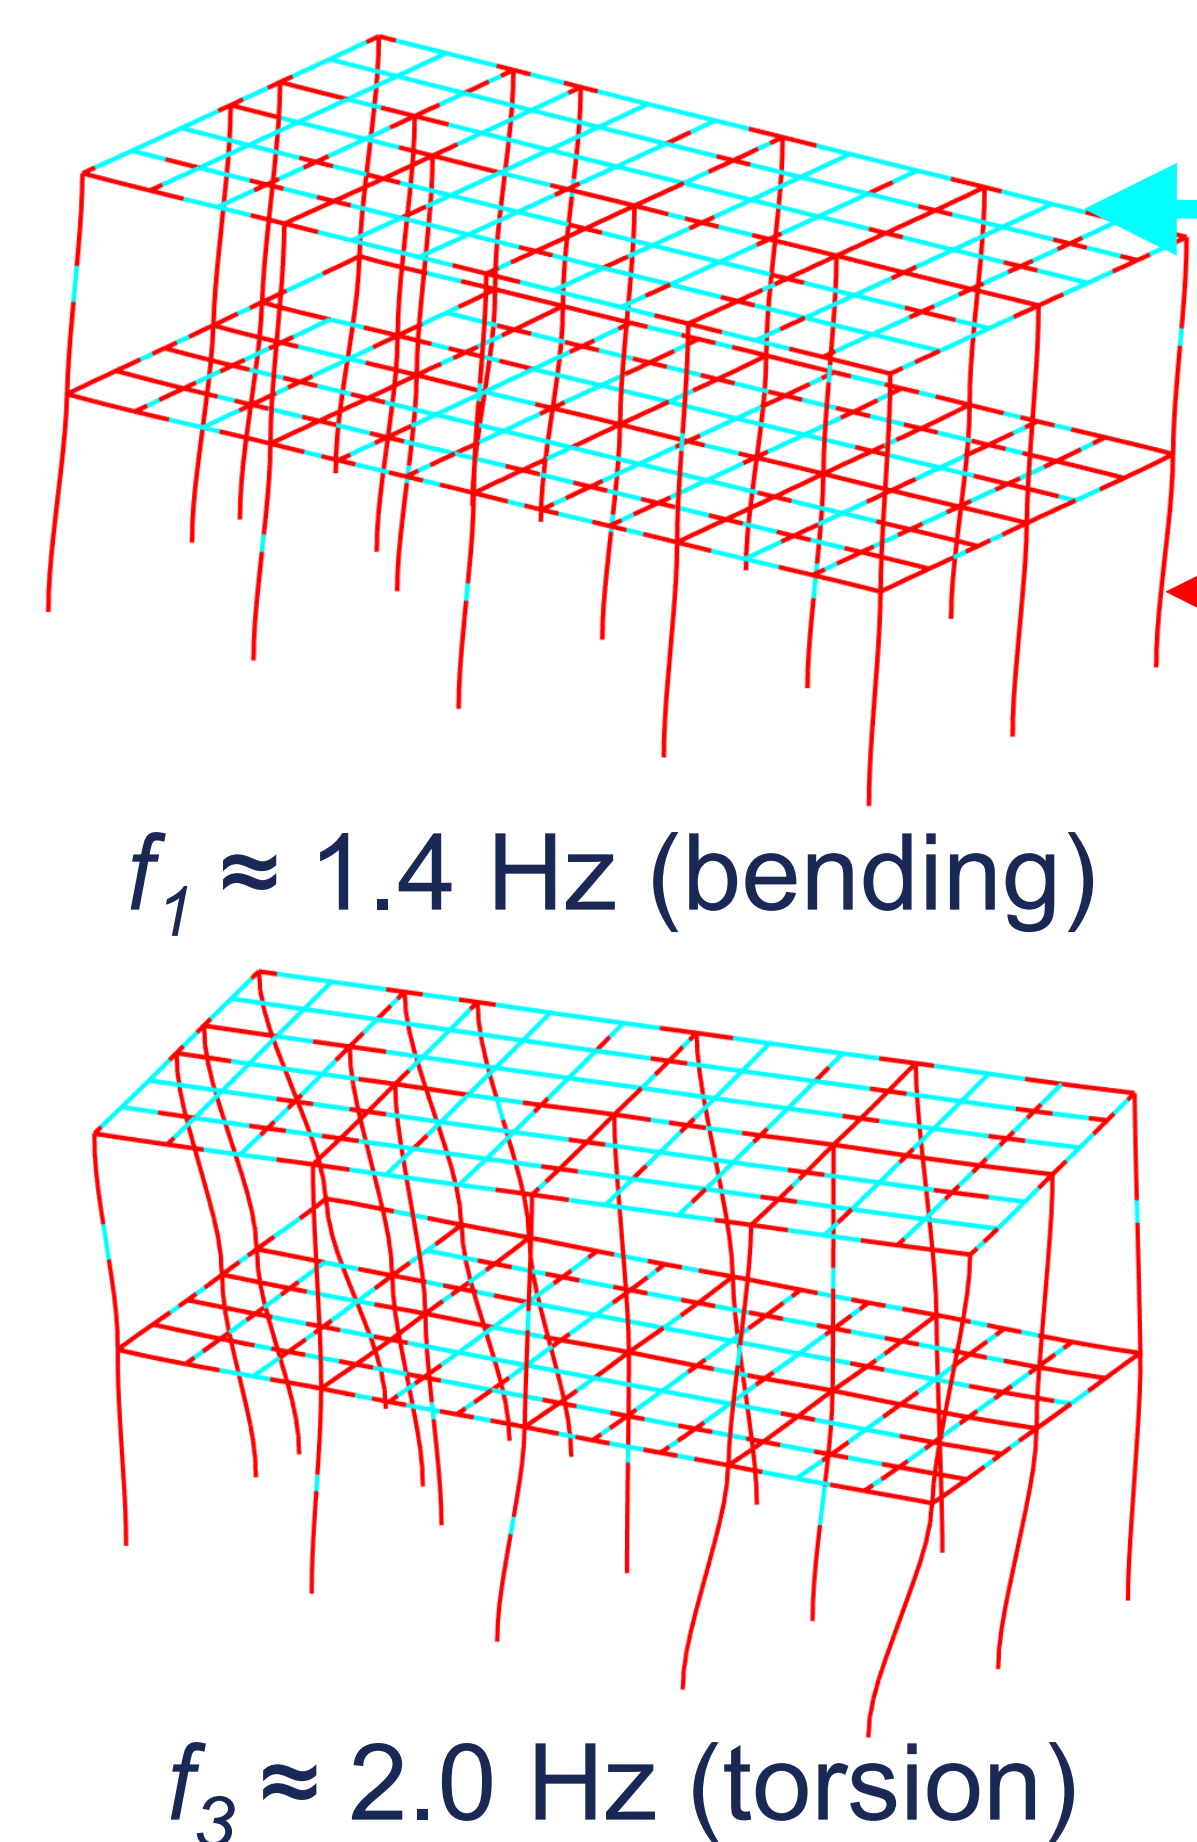 f₁ ≈ 1.4 Hz (bending)
f₃ ≈ 2.0 Hz (torsion)